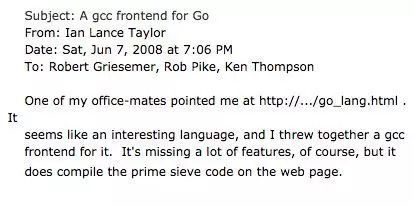 Subject: A gcc frontend for Go
From: Ian Lance Taylor
Date: Sat, Jun 7, 2008 at 7:06 PM
To: Robert Griesemer, Rob Pike, Ken Thompson
One of my office-mates pointed me at http://.../go_lang.html .
It
seems like an interesting language, and I threw together a gcc
frontend for it. It's missing a lot of features, of course, but it
does compile the prime sieve code on the web page.